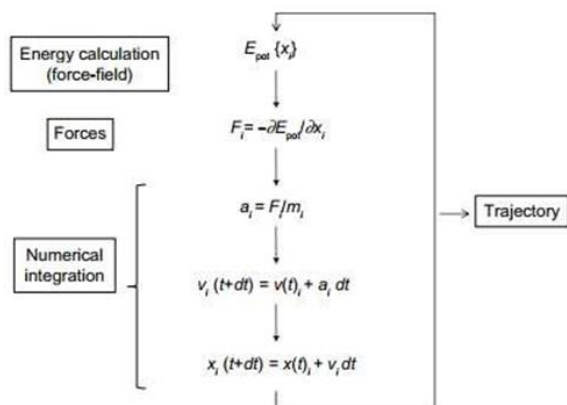 Energy calculation
(force-field)
E_pot {x_i}
Forces
F_i = −∂E_pot/∂x_i
a_i = F_i/m_i
Trajectory
Numerical
integration
v_i (t+dt) = v(t)_i + a_i dt
x_i (t+dt) = x(t)_i + v_i dt